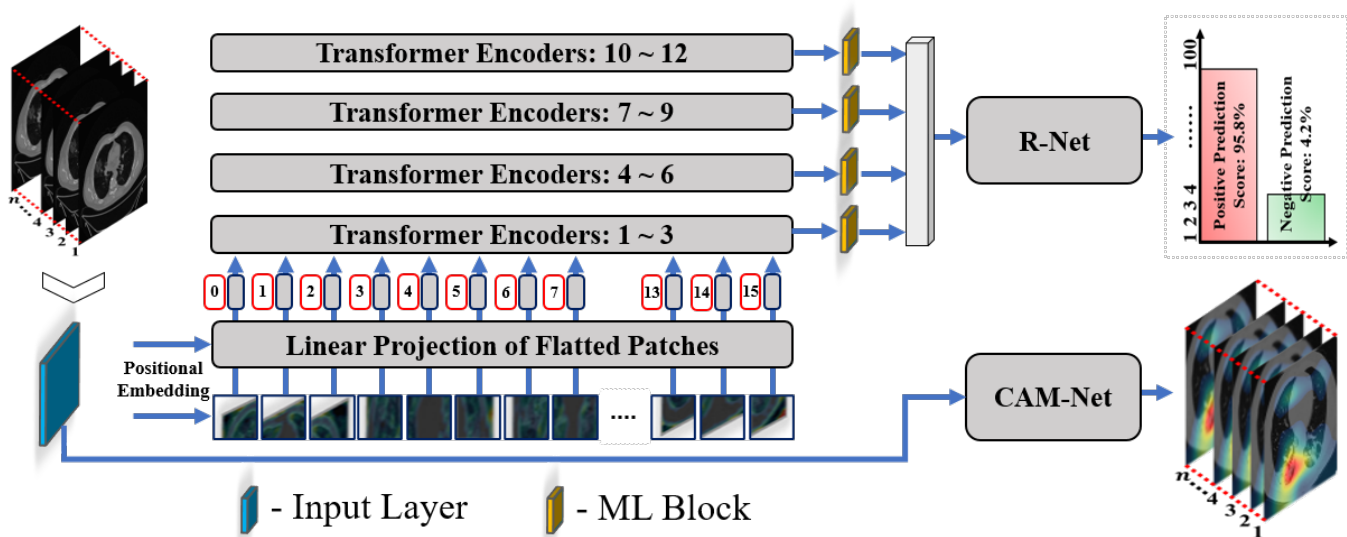 Transformer Encoders: 10 ~ 12
Transformer Encoders: 7 ~ 9
Transformer Encoders: 4 ~ 6
Transformer Encoders: 1 ~ 3
R-Net
1 2 3 4 ...... 100
Positive Prediction
Score: 95.8%
Negative Prediction
Score: 4.2%
n... 4 3 2 1
0 1 2 3 4 5 6 7 13 14 15
Linear Projection of Flatted Patches
Positional
Embedding
....
CAM-Net
n... 4 3 2 1
- Input Layer
- ML Block